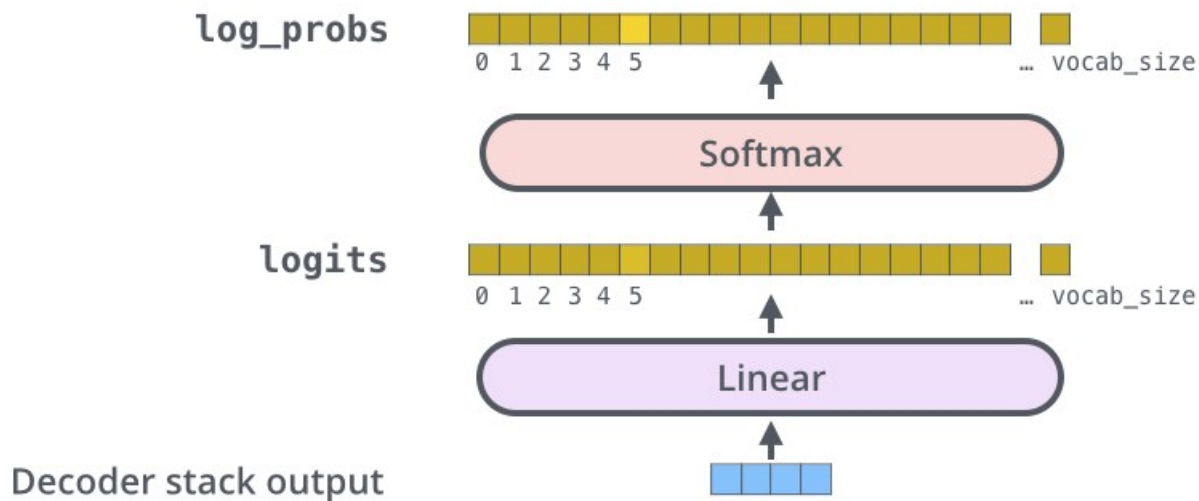 log_probs
0 1 2 3 4 5 … vocab_size
Softmax
logits
0 1 2 3 4 5 … vocab_size
Linear
Decoder stack output